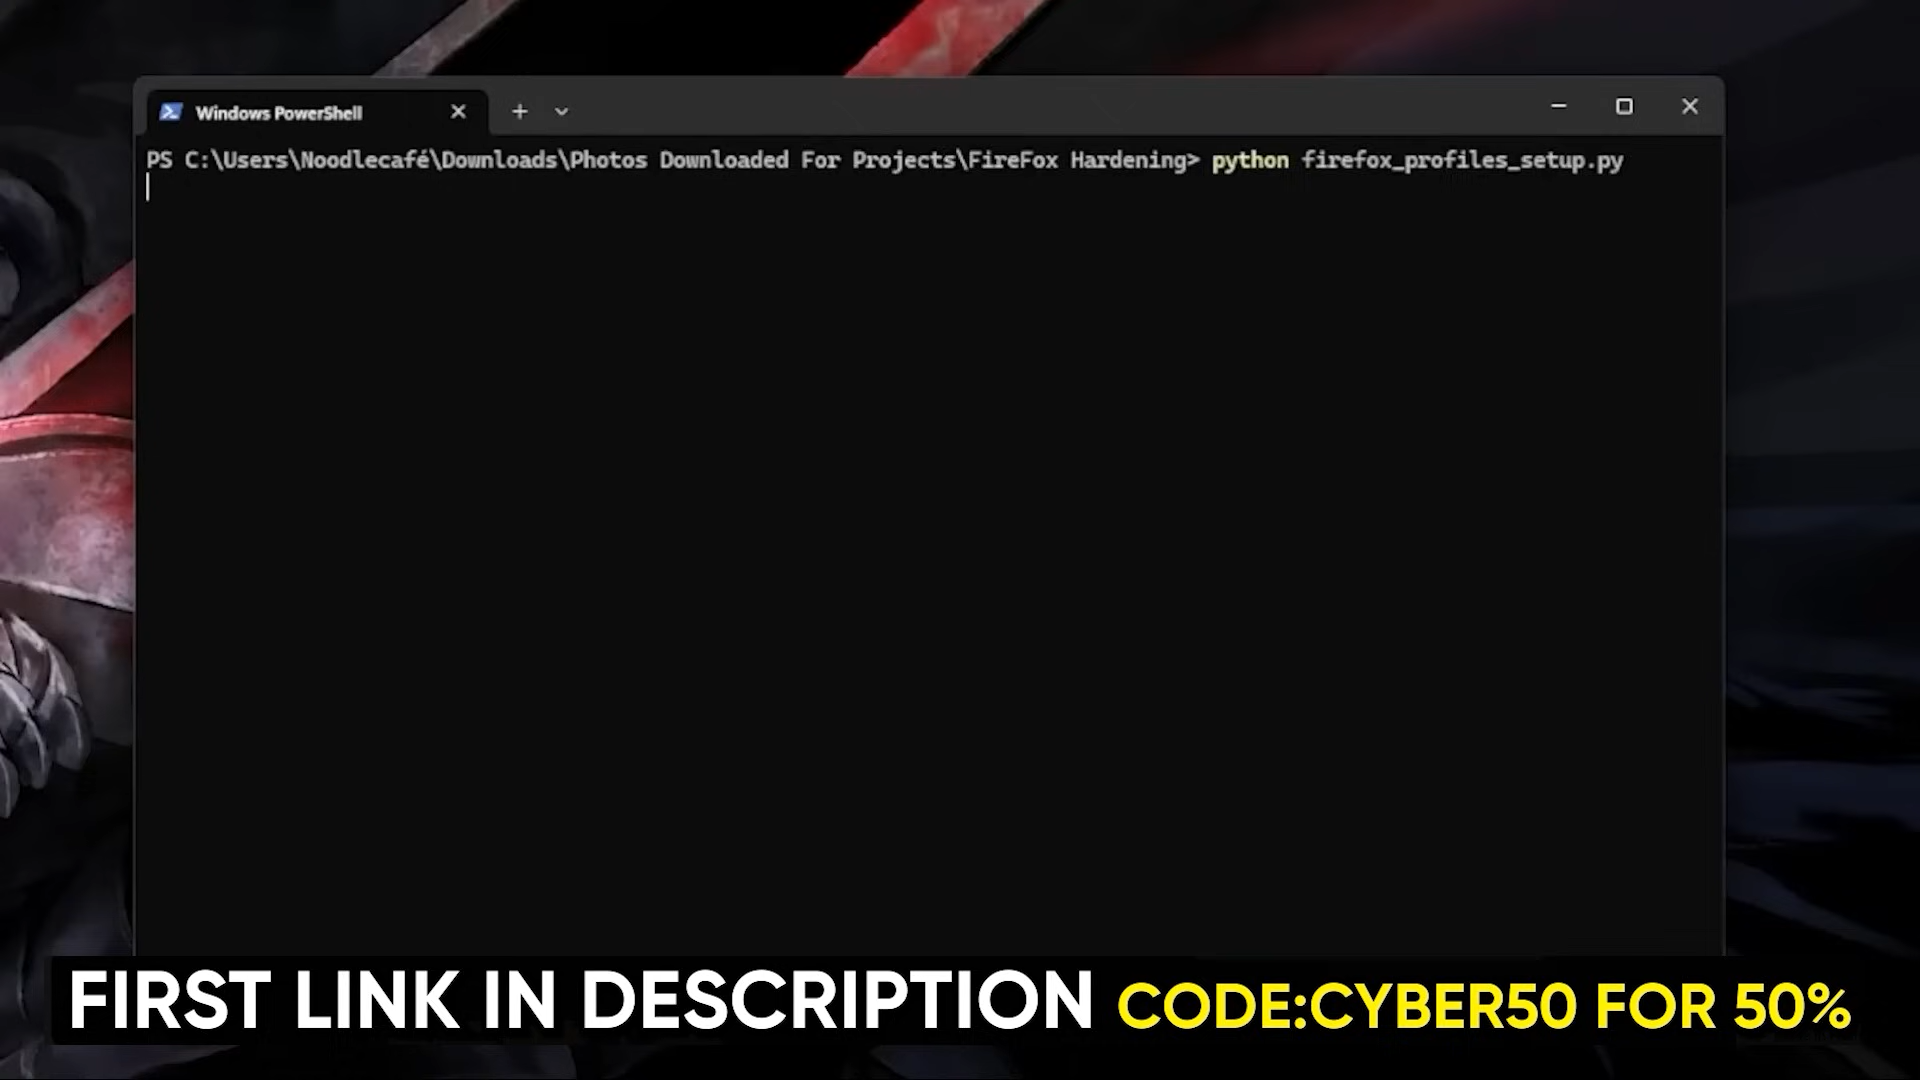 Windows PowerShell
PS C:\Users\Noodlecafé\Downloads\Photos Downloaded For Projects\FireFox Hardening> python firefox_profiles_setup.py
FIRST LINK IN DESCRIPTION CODE:CYBER50 FOR 50%